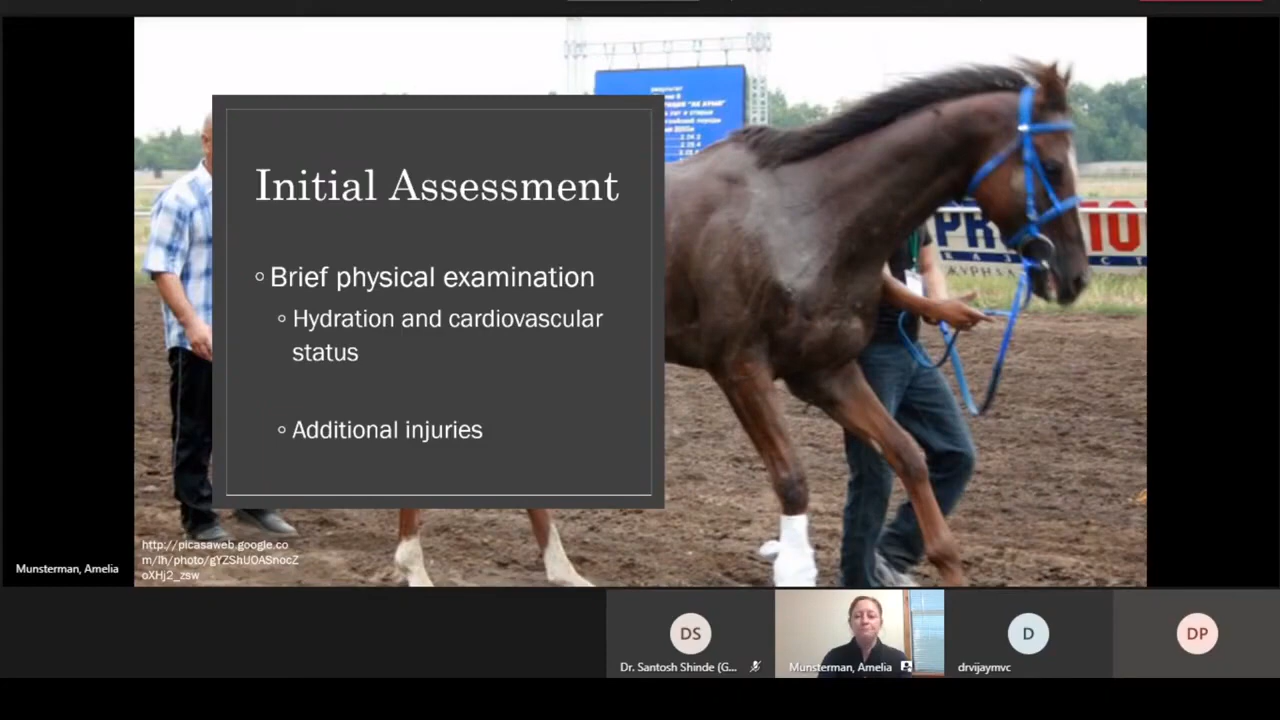 Initial Assessment
Brief physical examination
Hydration and cardiovascular
status
Additional injuries
http://picasaweb.google.co
m/lh/photo/gYZShUOASnocZ
oXHj2_zsw
Munsterman, Amelia
DS
Dr. Santosh Shinde (G...
Munsterman, Amelia
D
drvijaymvc
DP